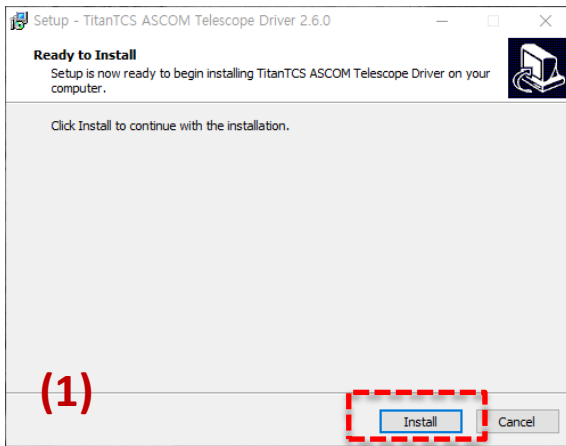 Setup - TitanTCS ASCOM Telescope Driver 2.6.0
Ready to Install
Setup is now ready to begin installing TitanTCS ASCOM Telescope Driver on your
computer.
Click Install to continue with the installation.
(1)
Install
Cancel